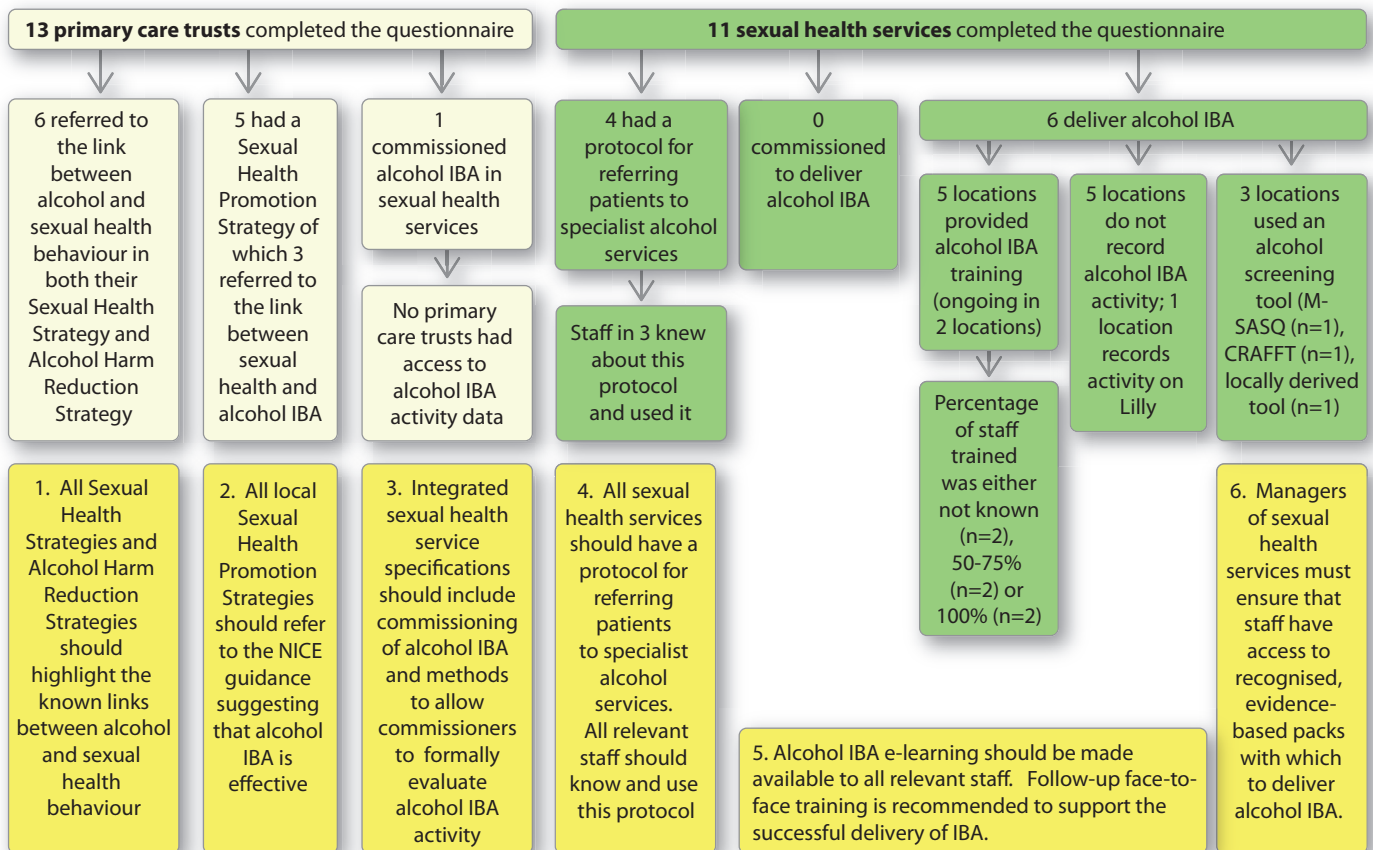 13 primary care trusts completed the questionnaire
11 sexual health services completed the questionnaire
6 referred to
the link
between
alcohol and
sexual health
behaviour in
both their
Sexual Health
Strategy and
Alcohol Harm
Reduction
Strategy
5 had a
Sexual
Health
Promotion
Strategy of
which 3
referred to
the link
between
sexual
health and
alcohol IBA
1
commissioned
alcohol IBA in
sexual health
services
No primary
care trusts had
access to
alcohol IBA
activity data
4 had a
protocol for
referring
patients to
specialist alcohol
services
Staff in 3 knew
about this
protocol
and used it
0
commissioned
to deliver
alcohol IBA
6 deliver alcohol IBA
5 locations
provided
alcohol IBA
training
(ongoing in
2 locations)
Percentage
of staff
trained
was either
not known
(n=2),
50-75%
(n=2) or
100% (n=2)
5 locations
do not
record
alcohol IBA
activity; 1
location
records
activity on
Lilly
3 locations
used an
alcohol
screening
tool (M-
SASQ (n=1),
CRAFFT (n=1),
locally derived
tool (n=1)
1. All Sexual
Health
Strategies and
Alcohol Harm
Reduction
Strategies
should
highlight the
known links
between alcohol
and sexual
health
behaviour
2. All local
Sexual
Health
Promotion
Strategies
should refer
to the NICE
guidance
suggesting
that alcohol
IBA is
effective
3. Integrated
sexual health
service
specifications
should include
commissioning
of alcohol IBA
and methods
to allow
commissioners
to formally
evaluate
alcohol IBA
activity
4. All sexual
health services
should have a
protocol for
referring
patients
to specialist
alcohol
services.
All relevant
staff should
know and use
this protocol
5. Alcohol IBA e-learning should be made
available to all relevant staff. Follow-up face-to-
face training is recommended to support the
successful delivery of IBA.
6. Managers
of sexual
health
services must
ensure that
staff have
access to
recognised,
evidence-
based packs
with which
to deliver
alcohol IBA.